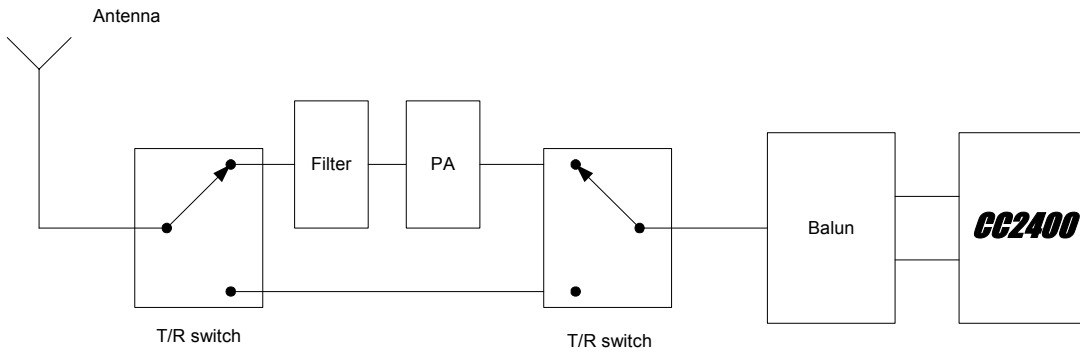 Antenna
Filter
PA
Balun
CC2400
T/R switch
T/R switch